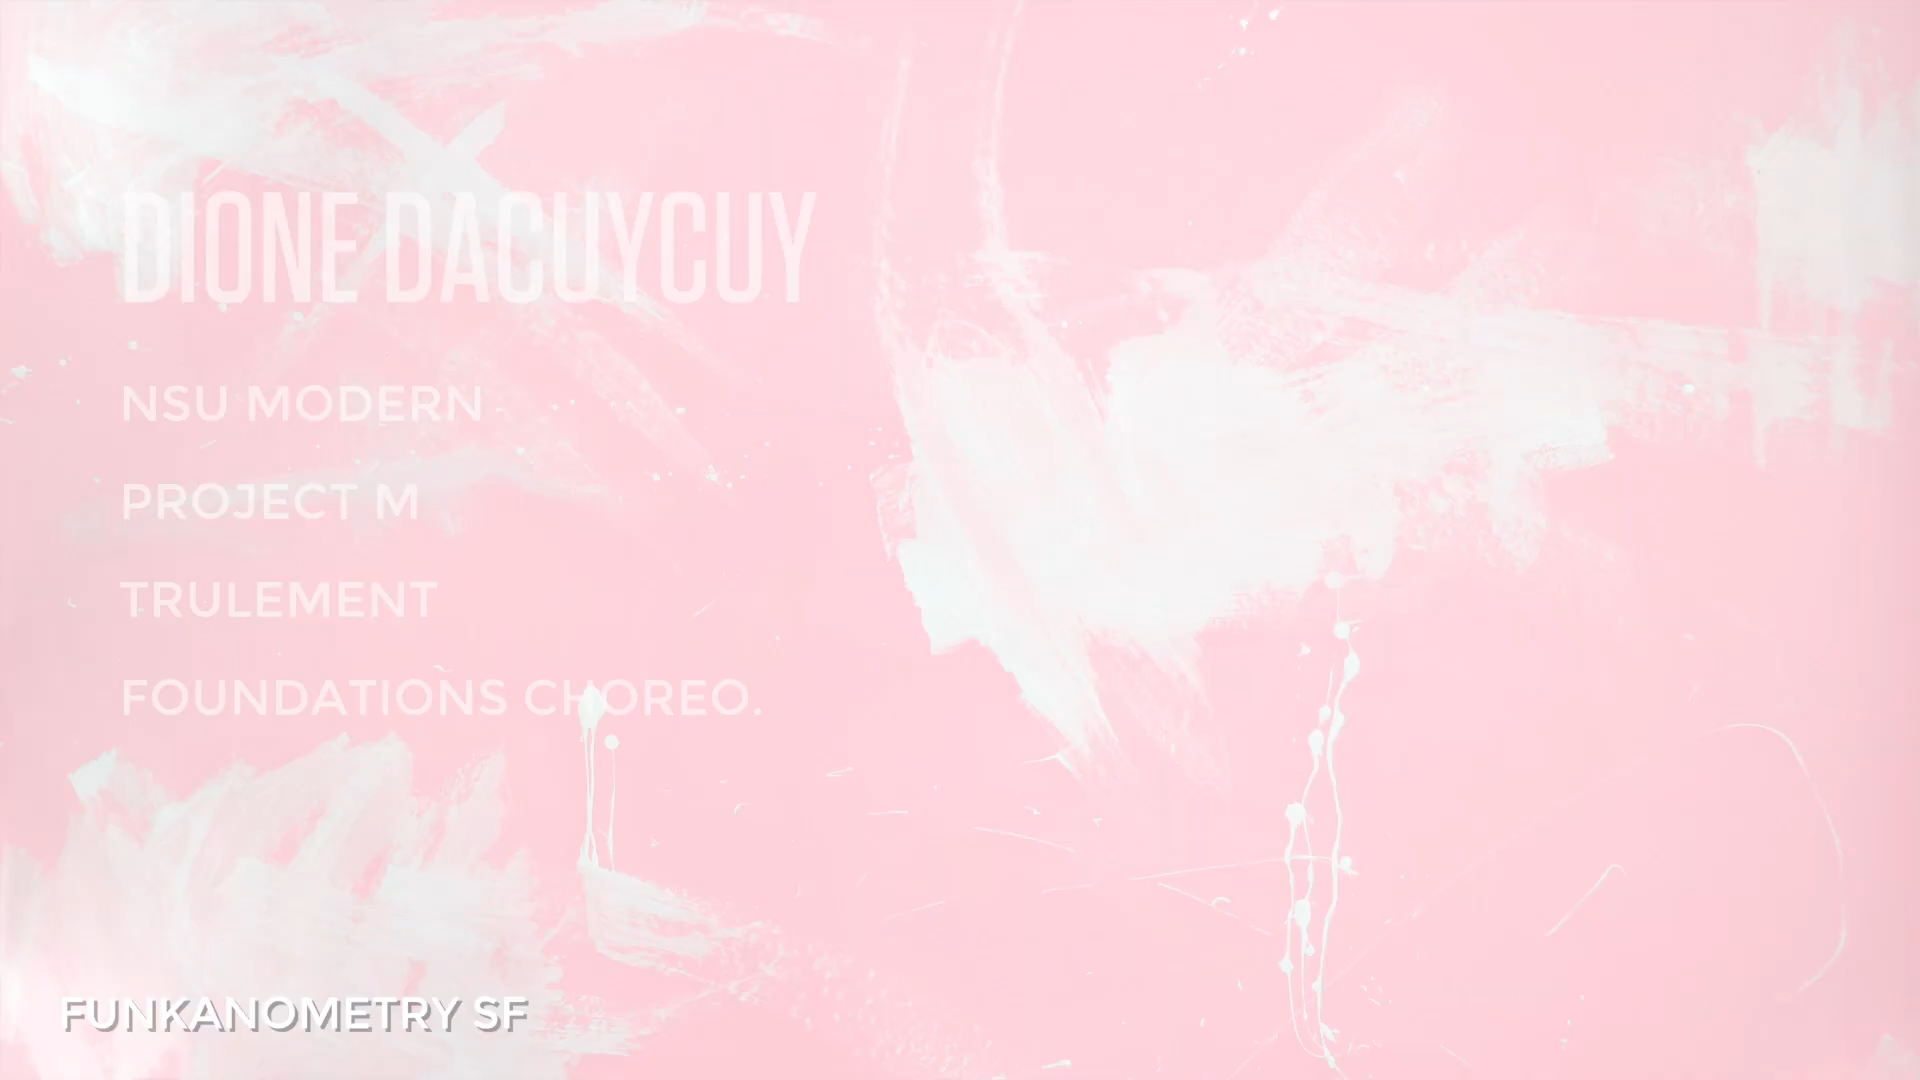 DIONE DACUYCUY
NSU MODERN
PROJECT M
TRULEMENT
FOUNDATIONS CHOREO.
FUNKANOMETRY SF